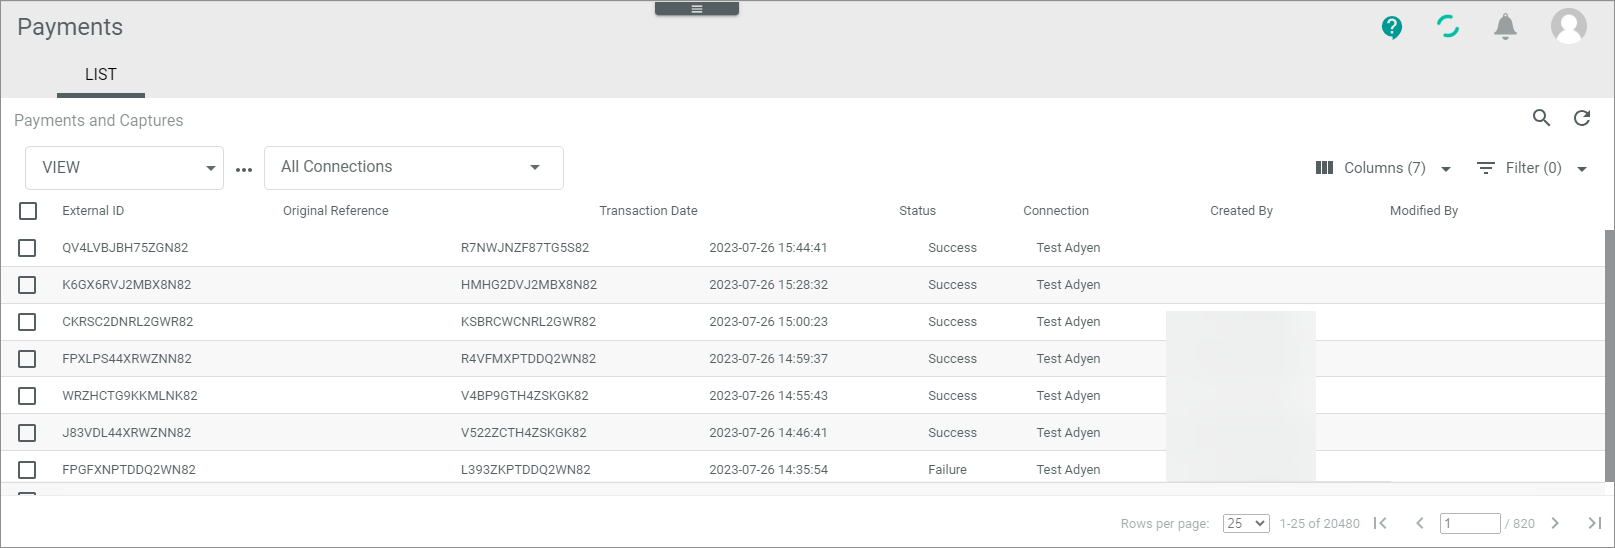 Payments
LIST
Payments and Captures
VIEW ... All Connections Columns (7) Filter (0)
External ID Original Reference Transaction Date Status Connection Created By Modified By
QV4LVBJBH75ZGN82 R7NWJNZF87TG5S82 2023-07-26 15:44:41 Success Test Adyen
K6GX6RVJ2MBX8N82 HMHG2DVJ2MBX8N82 2023-07-26 15:28:32 Success Test Adyen
CKRSC2DNRL2GWR82 KSBRCWCNRL2GWR82 2023-07-26 15:00:23 Success Test Adyen
FPXLPS44XRWZNN82 R4VFMXPTDDQ2WN82 2023-07-26 14:59:37 Success Test Adyen
WRZHCTG9KKMLNK82 V4BP9GTH4ZSKGK82 2023-07-26 14:55:43 Success Test Adyen
J83VDL44XRWZNN82 V522ZCTH4ZSKGK82 2023-07-26 14:46:41 Success Test Adyen
FPGFXNPTDDQ2WN82 L393ZKPTDDQ2WN82 2023-07-26 14:35:54 Failure Test Adyen
Rows per page: 25 1-25 of 20480 1 / 820